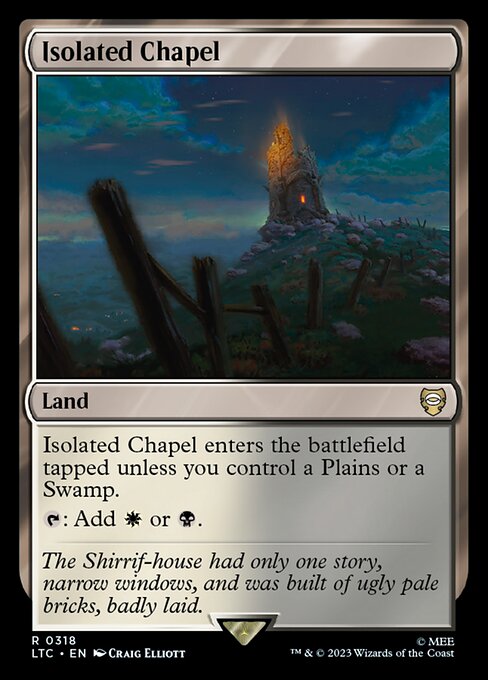 Isolated Chapel
Land
Isolated Chapel enters the battlefield
tapped unless you control a Plains or a
Swamp.
: Add or .
The Shirrif-house had only one story,
narrow windows, and was built of ugly pale
bricks, badly laid.
R 0318
LTC • EN Craig Elliott
© MEE
™ & © 2023 Wizards of the Coast